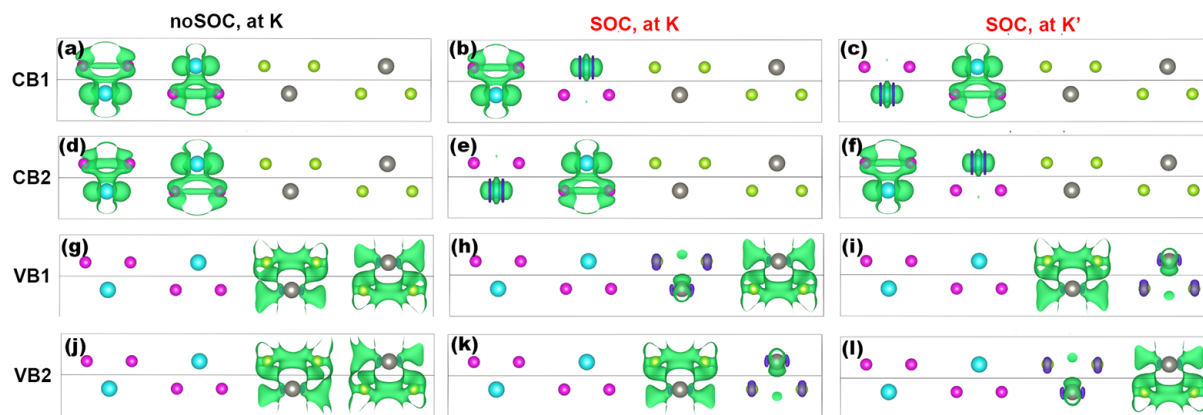 noSOC, at K SOC, at K SOC, at K'
CB1 (a) (b) (c)
CB2 (d) (e) (f)
VB1 (g) (h) (i)
VB2 (j) (k) (l)